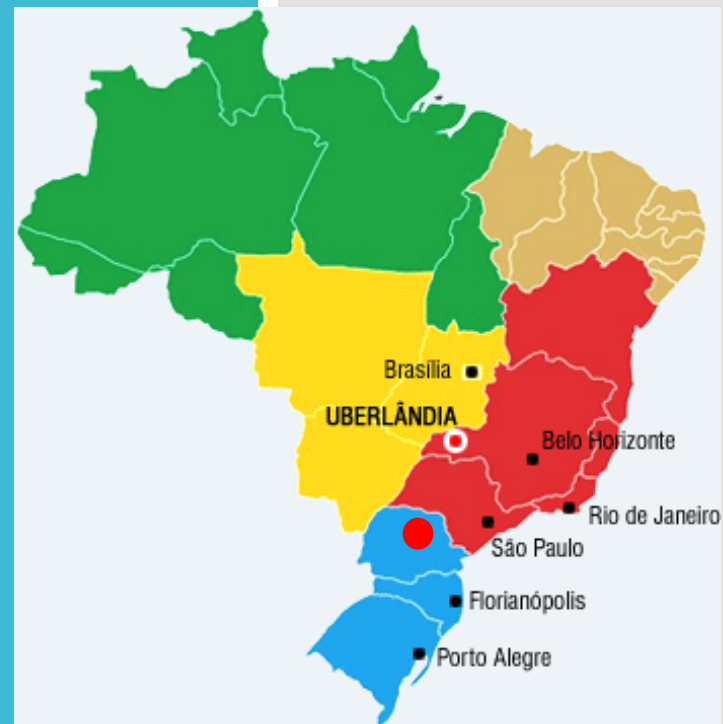 Brasília
UBERLÂNDIA
Belo Horizonte
Rio de Janeiro
São Paulo
Florianópolis
Porto Alegre